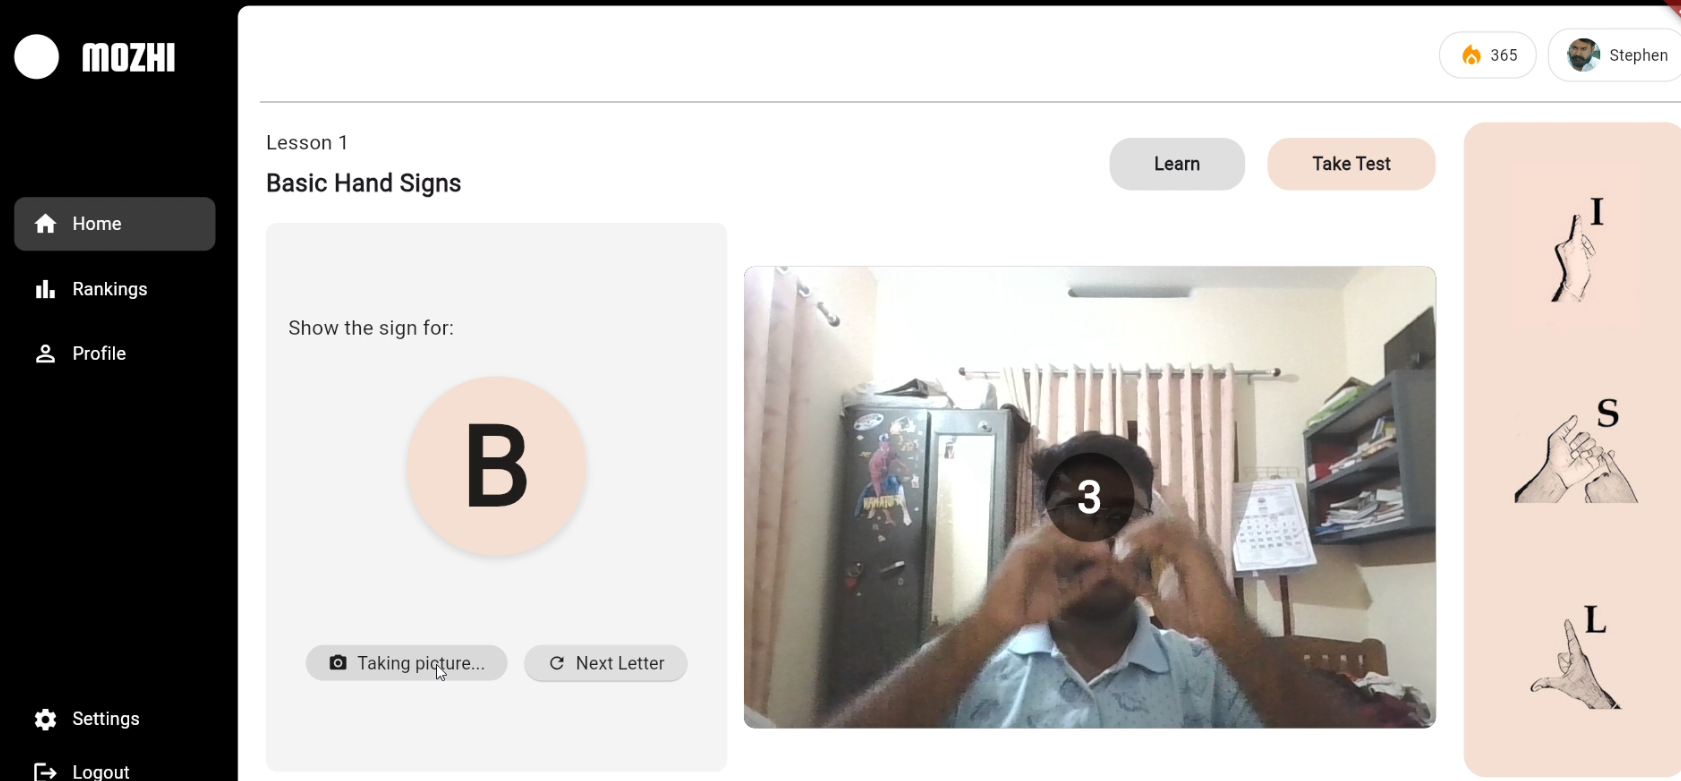 MOZHI
365
Stephen
Home
Rankings
Profile
Settings
Logout
Lesson 1
Basic Hand Signs
Learn
Take Test
Show the sign for:
B
Taking picture...
Next Letter
3
I
S
L